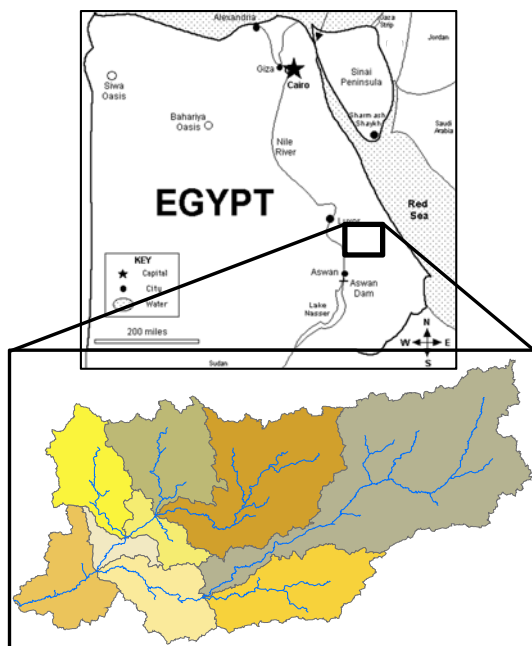 Alexandria
Gaza
Strip
Jordan
Giza
Cairo
Sinai
Peninsula
Siwa
Oasis
Sharm ash
Shaykh
Saudi
Arabia
Bahariya
Oasis
Nile
River
EGYPT
Red
Sea
Luxor
KEY
Capital
City
Water
Aswan
Aswan
Dam
Lake
Nasser
200 miles
N
W E
S
Sudan